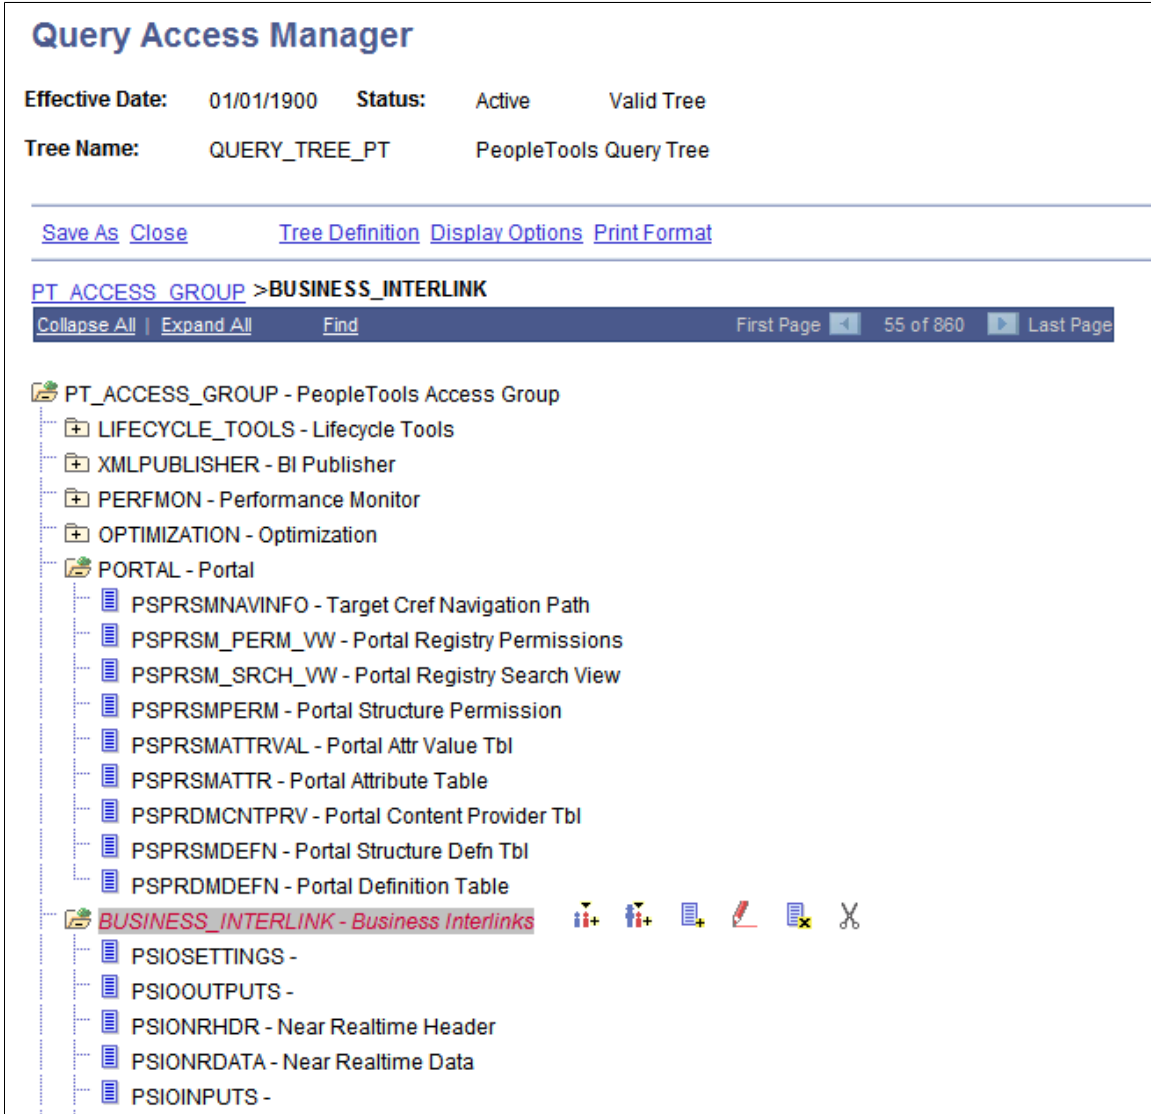 Query Access Manager
Effective Date: 01/01/1900 Status: Active Valid Tree
Tree Name: QUERY_TREE_PT PeopleTools Query Tree
Save As Close Tree Definition Display Options Print Format
PT_ACCESS_GROUP >BUSINESS_INTERLINK
Collapse All | Expand All Find First Page 55 of 860 Last Page
PT_ACCESS_GROUP - PeopleTools Access Group
LIFECYCLE_TOOLS - Lifecycle Tools
XMLPUBLISHER - BI Publisher
PERFMON - Performance Monitor
OPTIMIZATION - Optimization
PORTAL - Portal
PSPRSMNAVINFO - Target Cref Navigation Path
PSPRSM_PERM_VW - Portal Registry Permissions
PSPRSM_SRCH_VW - Portal Registry Search View
PSPRSMPERM - Portal Structure Permission
PSPRSMATTRVAL - Portal Attr Value Tbl
PSPRSMATTR - Portal Attribute Table
PSPRDMCNTPRV - Portal Content Provider Tbl
PSPRSMDEFN - Portal Structure Defn Tbl
PSPRDMDEFN - Portal Definition Table
BUSINESS_INTERLINK - Business Interlinks
PSIOSETTINGS -
PSIOOUTPUTS -
PSIONRHDR - Near Realtime Header
PSIONRDATA - Near Realtime Data
PSIOINPUTS -